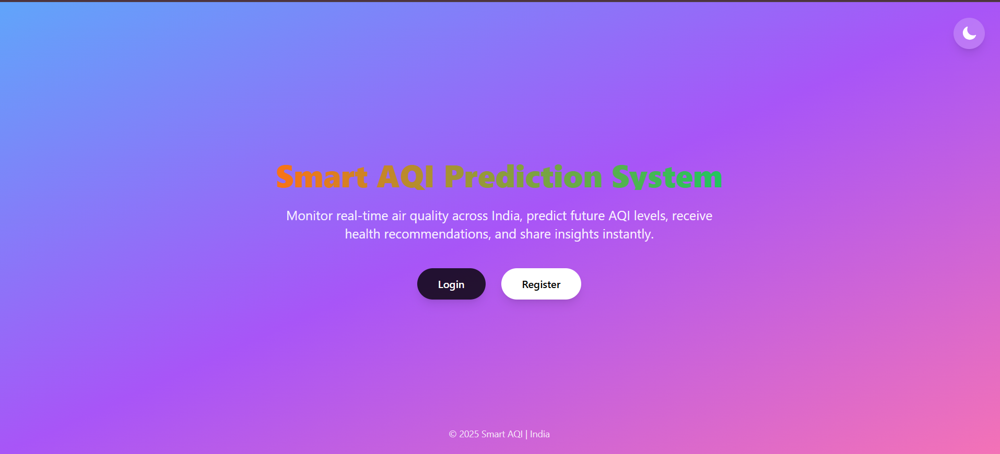 Smart AQI Prediction System
Monitor real-time air quality across India, predict future AQI levels, receive
health recommendations, and share insights instantly.
Login
Register
© 2025 Smart AQI | India